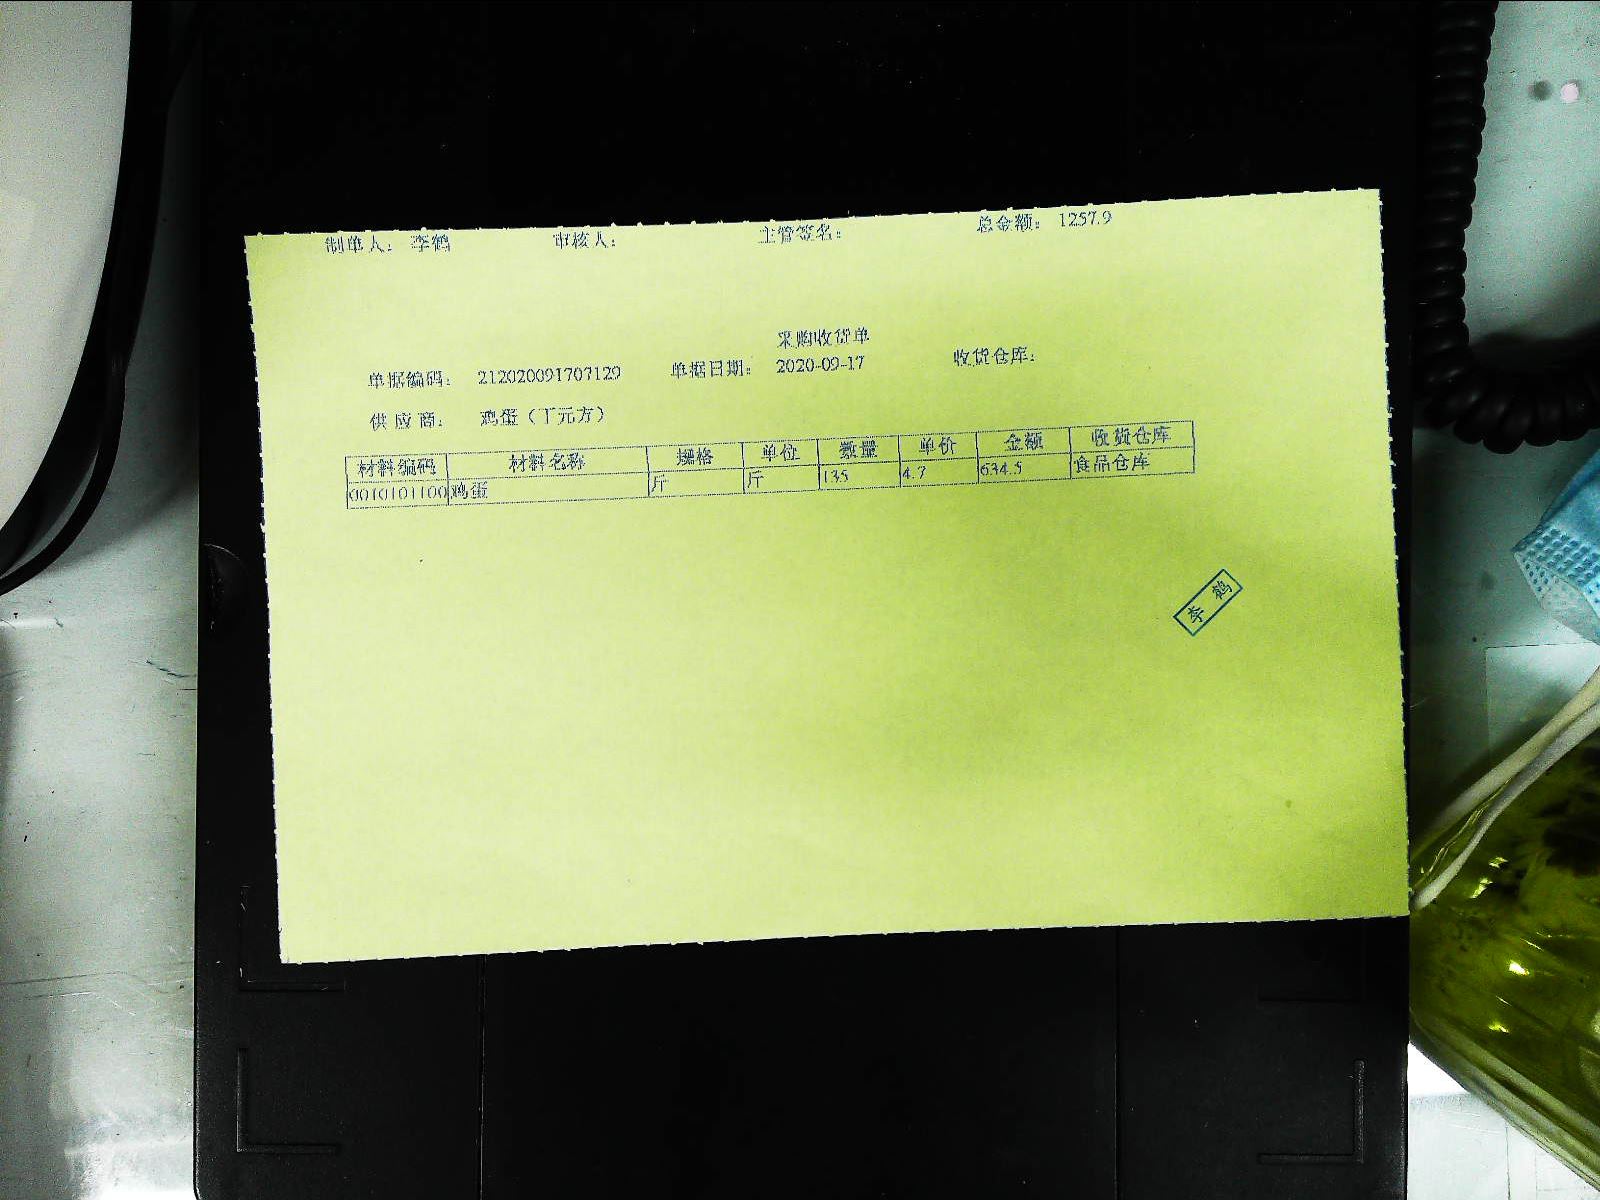 制单人： 李鹤 审核人： 主管签名： 总金额： 1257.9
采购收货单
单据编码： 212020091707129 单据日期： 2020-09-17 收货仓库：
供应商： 鸡蛋（丁元方）
材料编码 材料名称 规格 单位 数量 单价 金额 收货仓库
0010101100 鸡蛋 斤 斤 135 4.7 634.5 食品仓库
李鹤